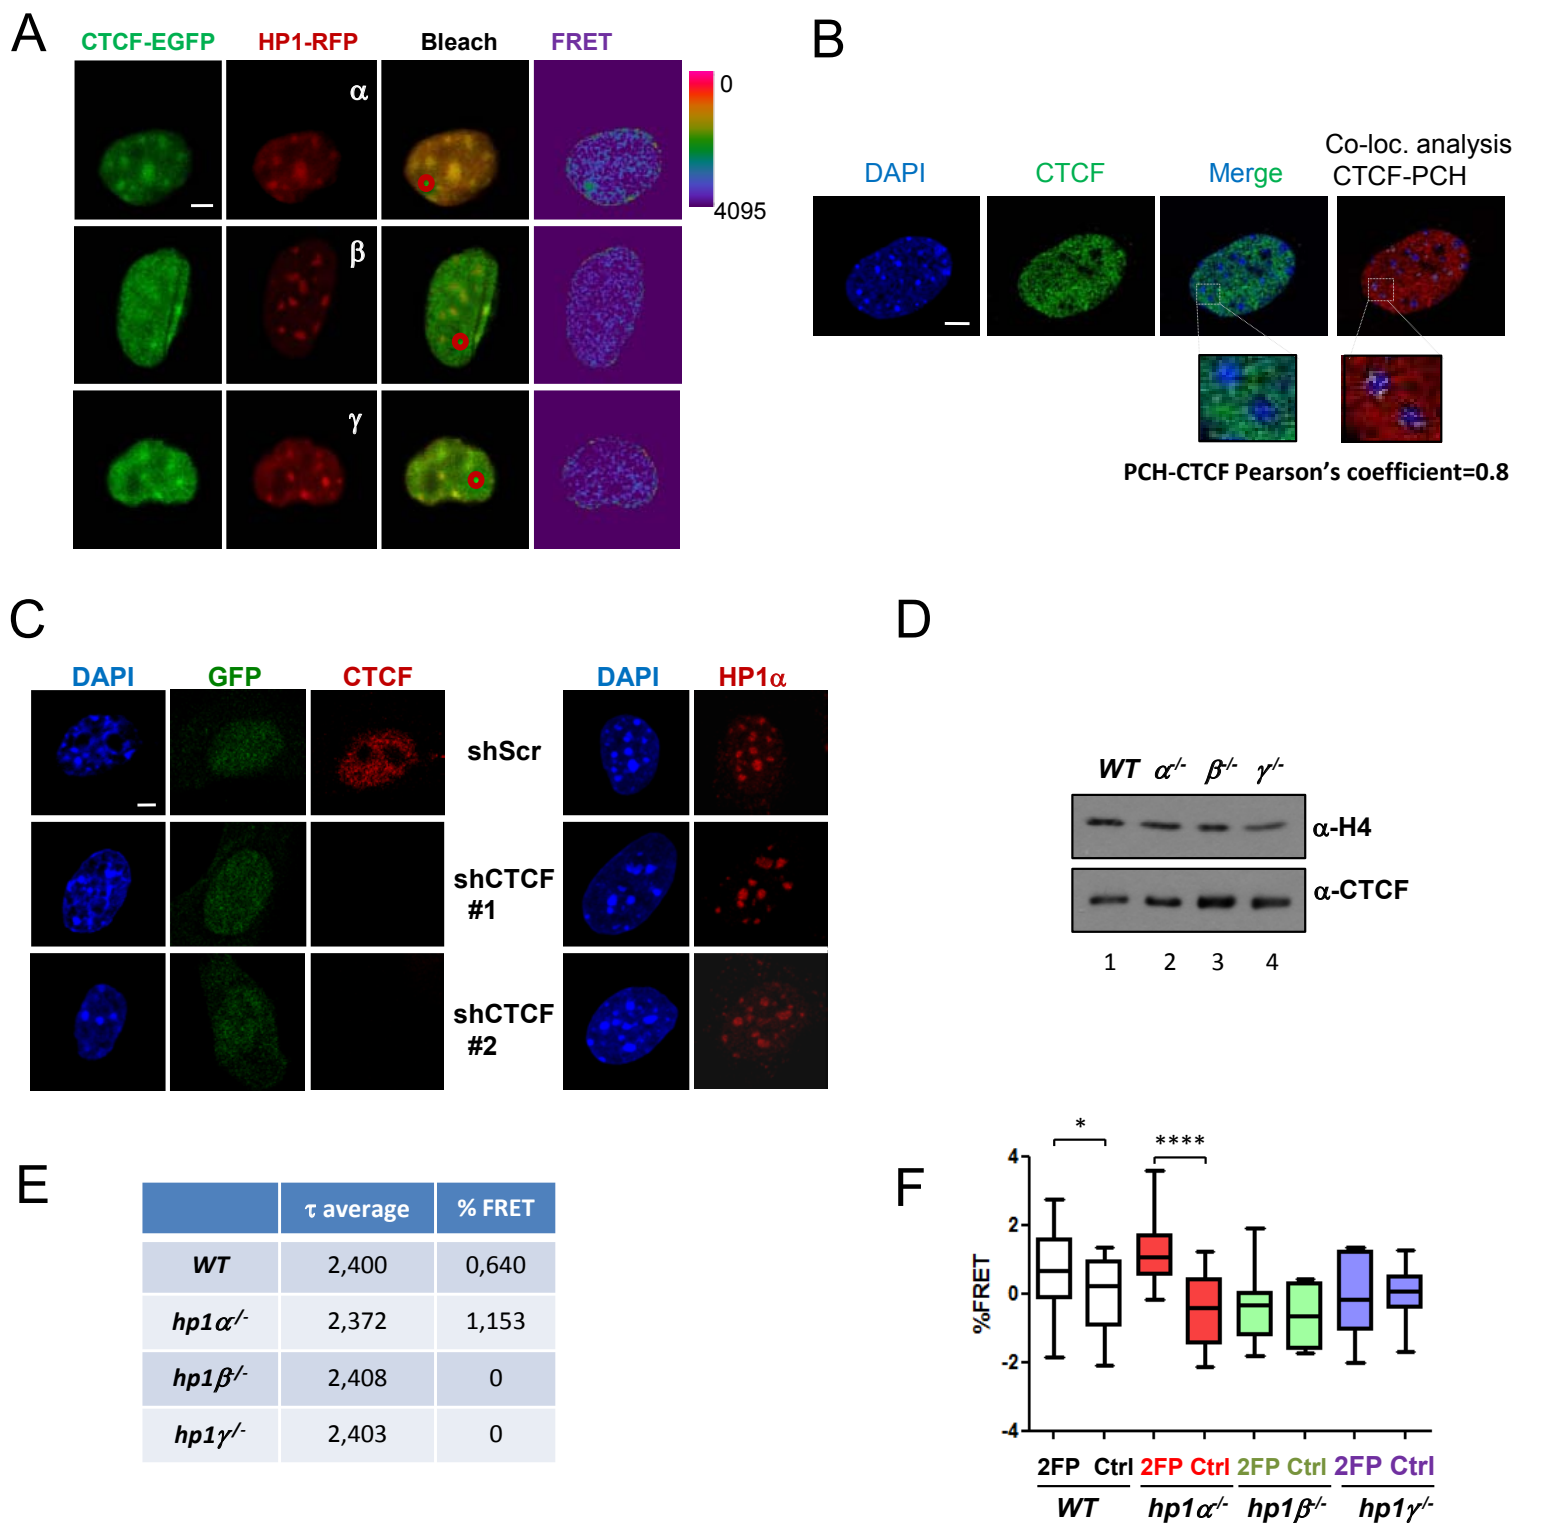 A
CTCF-EGFP HP1-RFP Bleach FRET
α
β
γ
0
4095
B
DAPI CTCF Merge Co-loc. analysis
CTCF-PCH
PCH-CTCF Pearson's coefficient=0.8
C
DAPI GFP CTCF DAPI HP1α
shScr
shCTCF
#1
shCTCF
#2
D
WT α-/- β-/- γ-/-
α-H4
α-CTCF
1 2 3 4
E
τ average % FRET
WT 2,400 0,640
hp1α-/- 2,372 1,153
hp1β-/- 2,408 0
hp1γ-/- 2,403 0
F
* ****
%FRET
4
2
0
-2
-4
2FP Ctrl 2FP Ctrl 2FP Ctrl 2FP Ctrl
WT hp1α-/- hp1β-/- hp1γ-/-